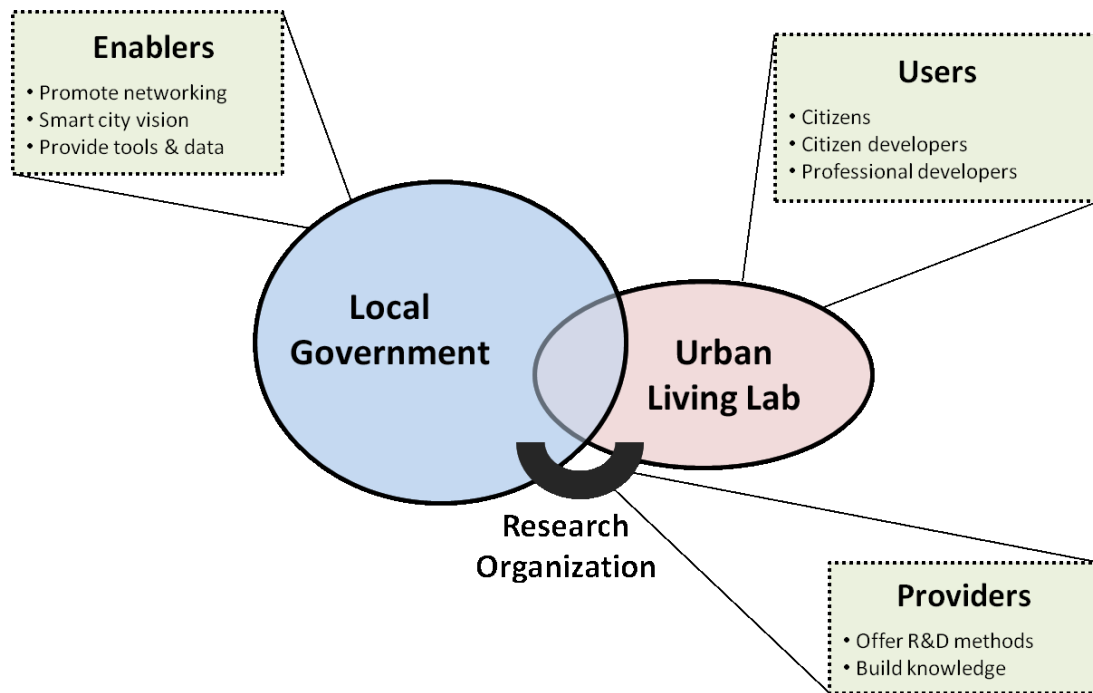 Enablers
• Promote networking
• Smart city vision
• Provide tools & data
Users
• Citizens
• Citizen developers
• Professional developers
Local
Government
Urban
Living Lab
Research
Organization
Providers
• Offer R&D methods
• Build knowledge